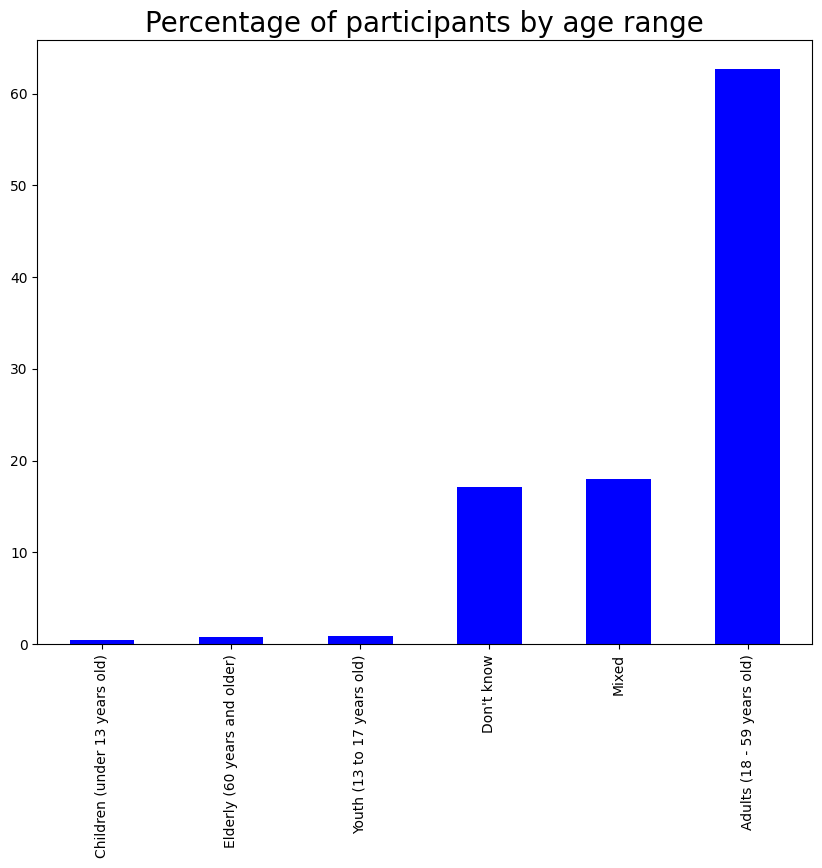 Percentage of participants by age range
60
50
40
30
20
10
0
Children (under 13 years old)
Elderly (60 years and older)
Youth (13 to 17 years old)
Don't know
Mixed
Adults (18 - 59 years old)